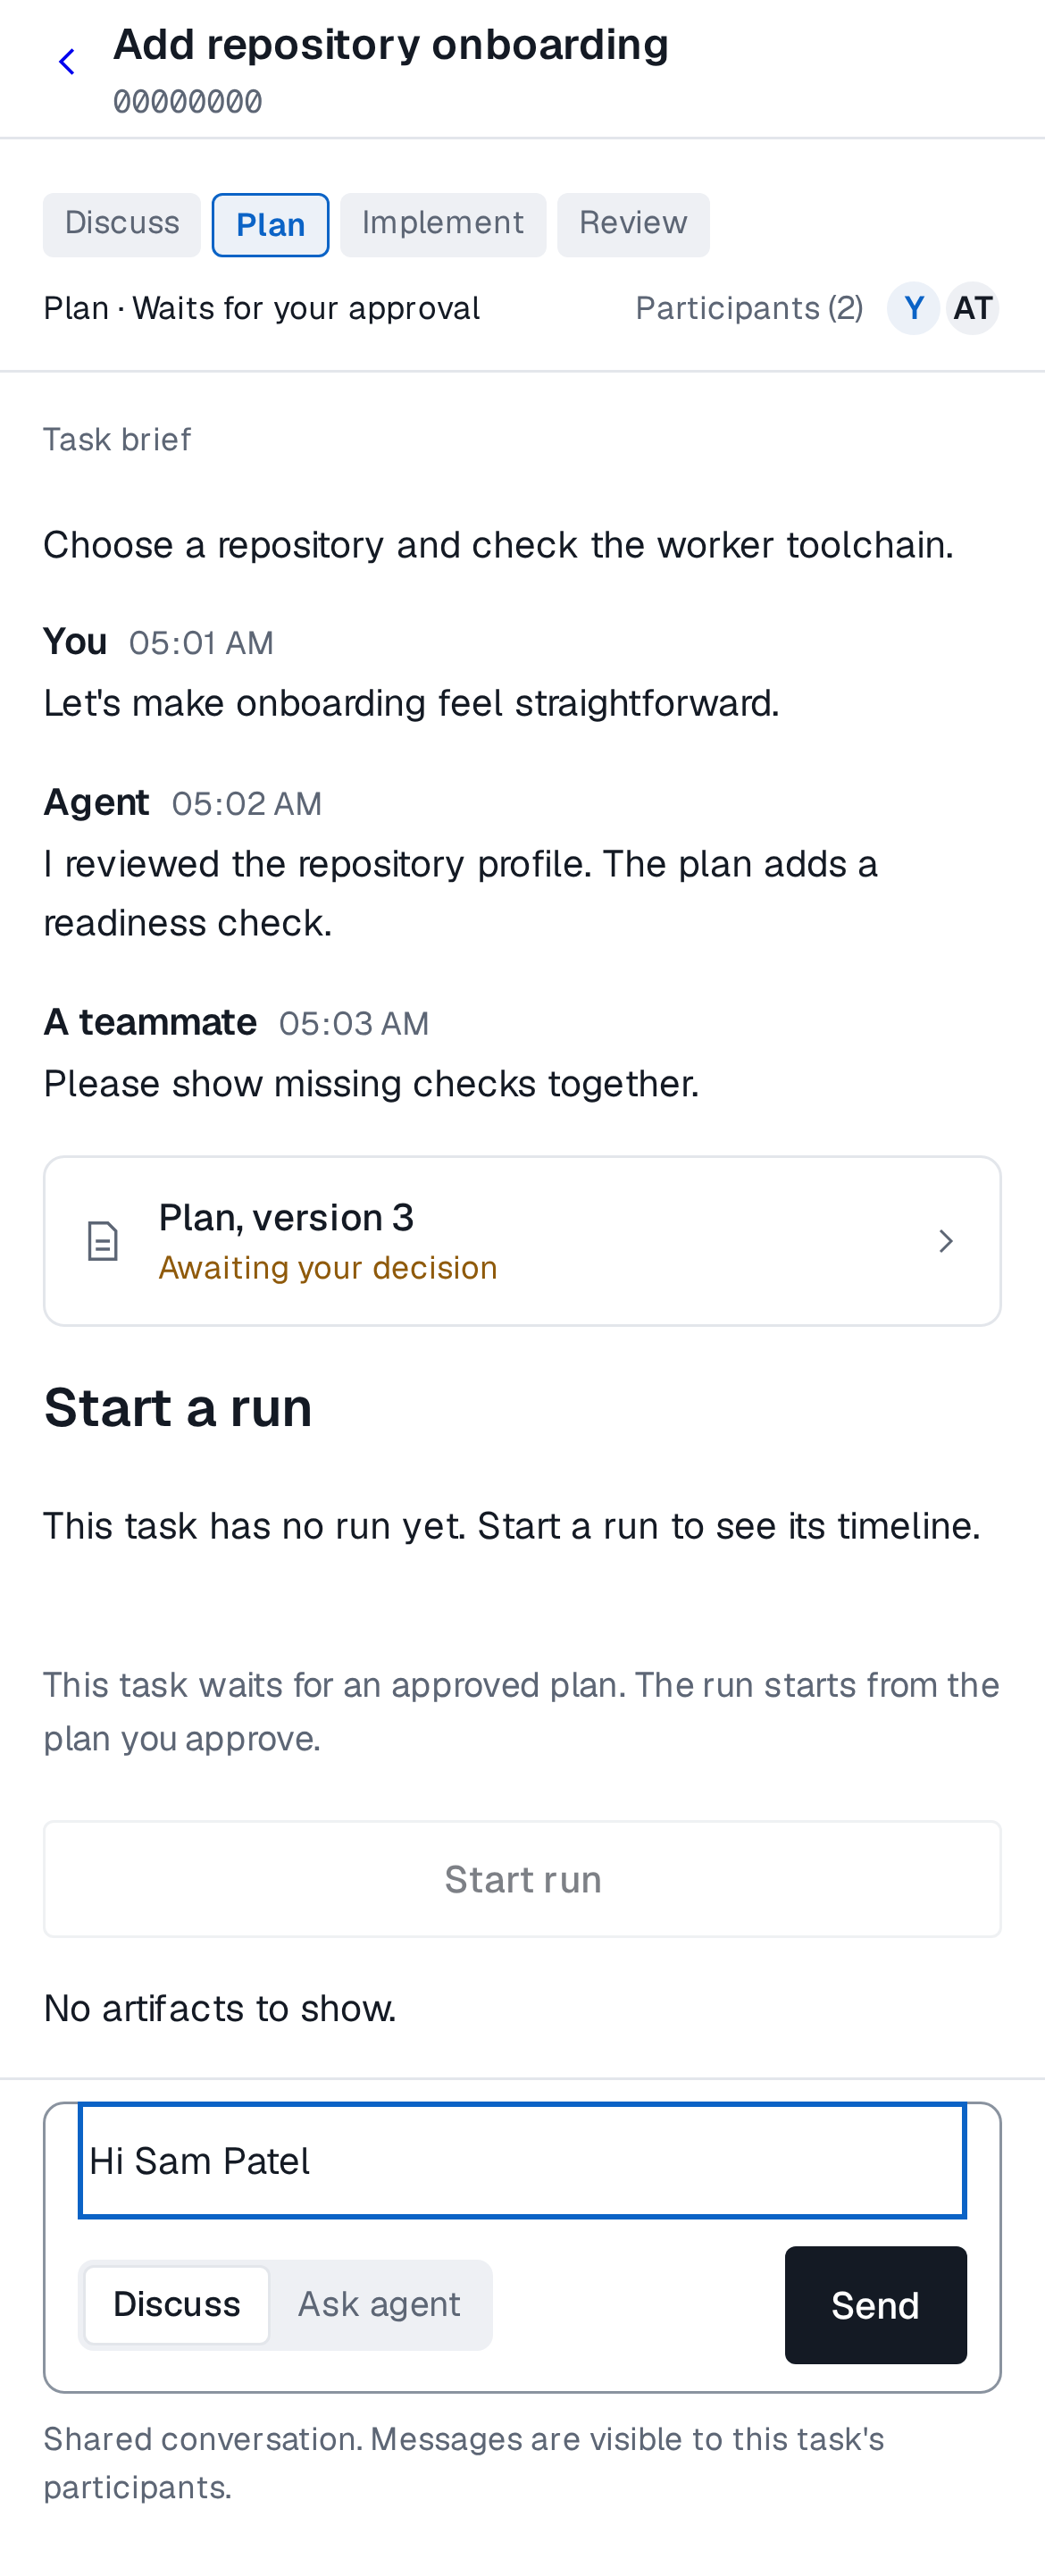 Add repository onboarding
00000000
Discuss Plan Implement Review
Plan · Waits for your approval Participants (2) Y AT
Task brief
Choose a repository and check the worker toolchain.
You 05:01 AM
Let's make onboarding feel straightforward.
Agent 05:02 AM
I reviewed the repository profile. The plan adds a
readiness check.
A teammate 05:03 AM
Please show missing checks together.
Plan, version 3
Awaiting your decision
Start a run
This task has no run yet. Start a run to see its timeline.
This task waits for an approved plan. The run starts from the
plan you approve.
Start run
No artifacts to show.
Hi Sam Patel
Discuss Ask agent Send
Shared conversation. Messages are visible to this task's
participants.